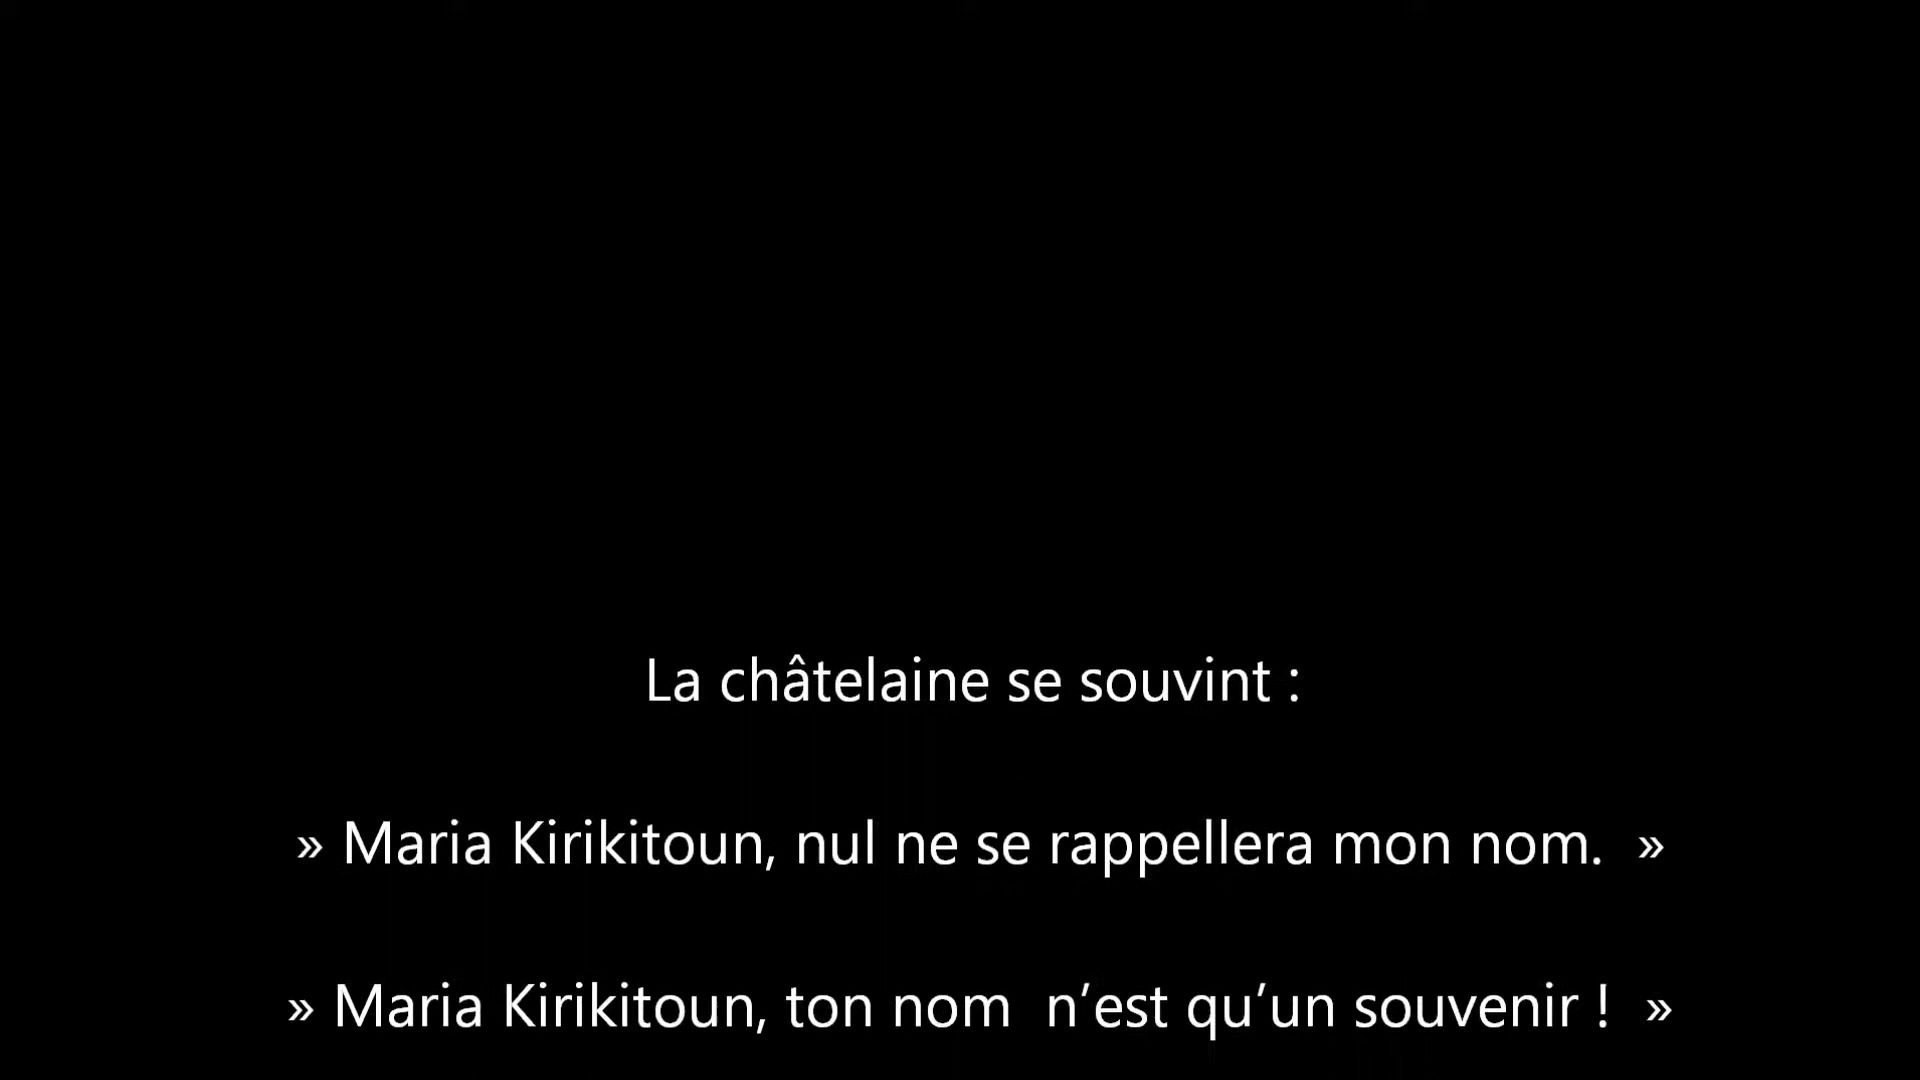 La châtelaine se souvint :
» Maria Kirikitoun, nul ne se rappellera mon nom.  »
» Maria Kirikitoun, ton nom  n’est qu’un souvenir !  »